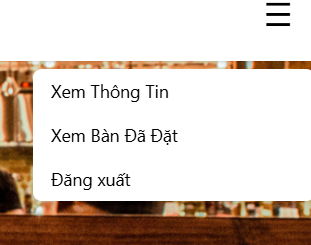 Xem Thông Tin
Xem Bàn Đã Đặt
Đăng xuất